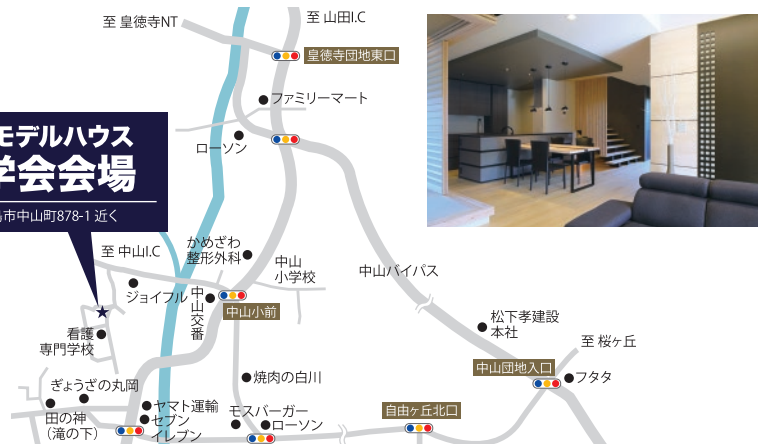 至 皇徳寺NT
至 山田I.C
皇徳寺団地東口
ファミリーマート
ローソン
モデルハウス
学会会場
島市中山町878-1 近く
至 中山I.C
かめざわ
整形外科
中山
小学校
中山バイパス
ジョイフル
中山交番
中山小前
松下孝建設
本社
至 桜ヶ丘
看護
専門学校
中山団地入口
フタタ
焼肉の白川
ぎょうざの丸岡
ヤマト運輸
モスバーガー
自由ヶ丘北口
田の神
(滝の下)
セブン
イレブン
ローソン